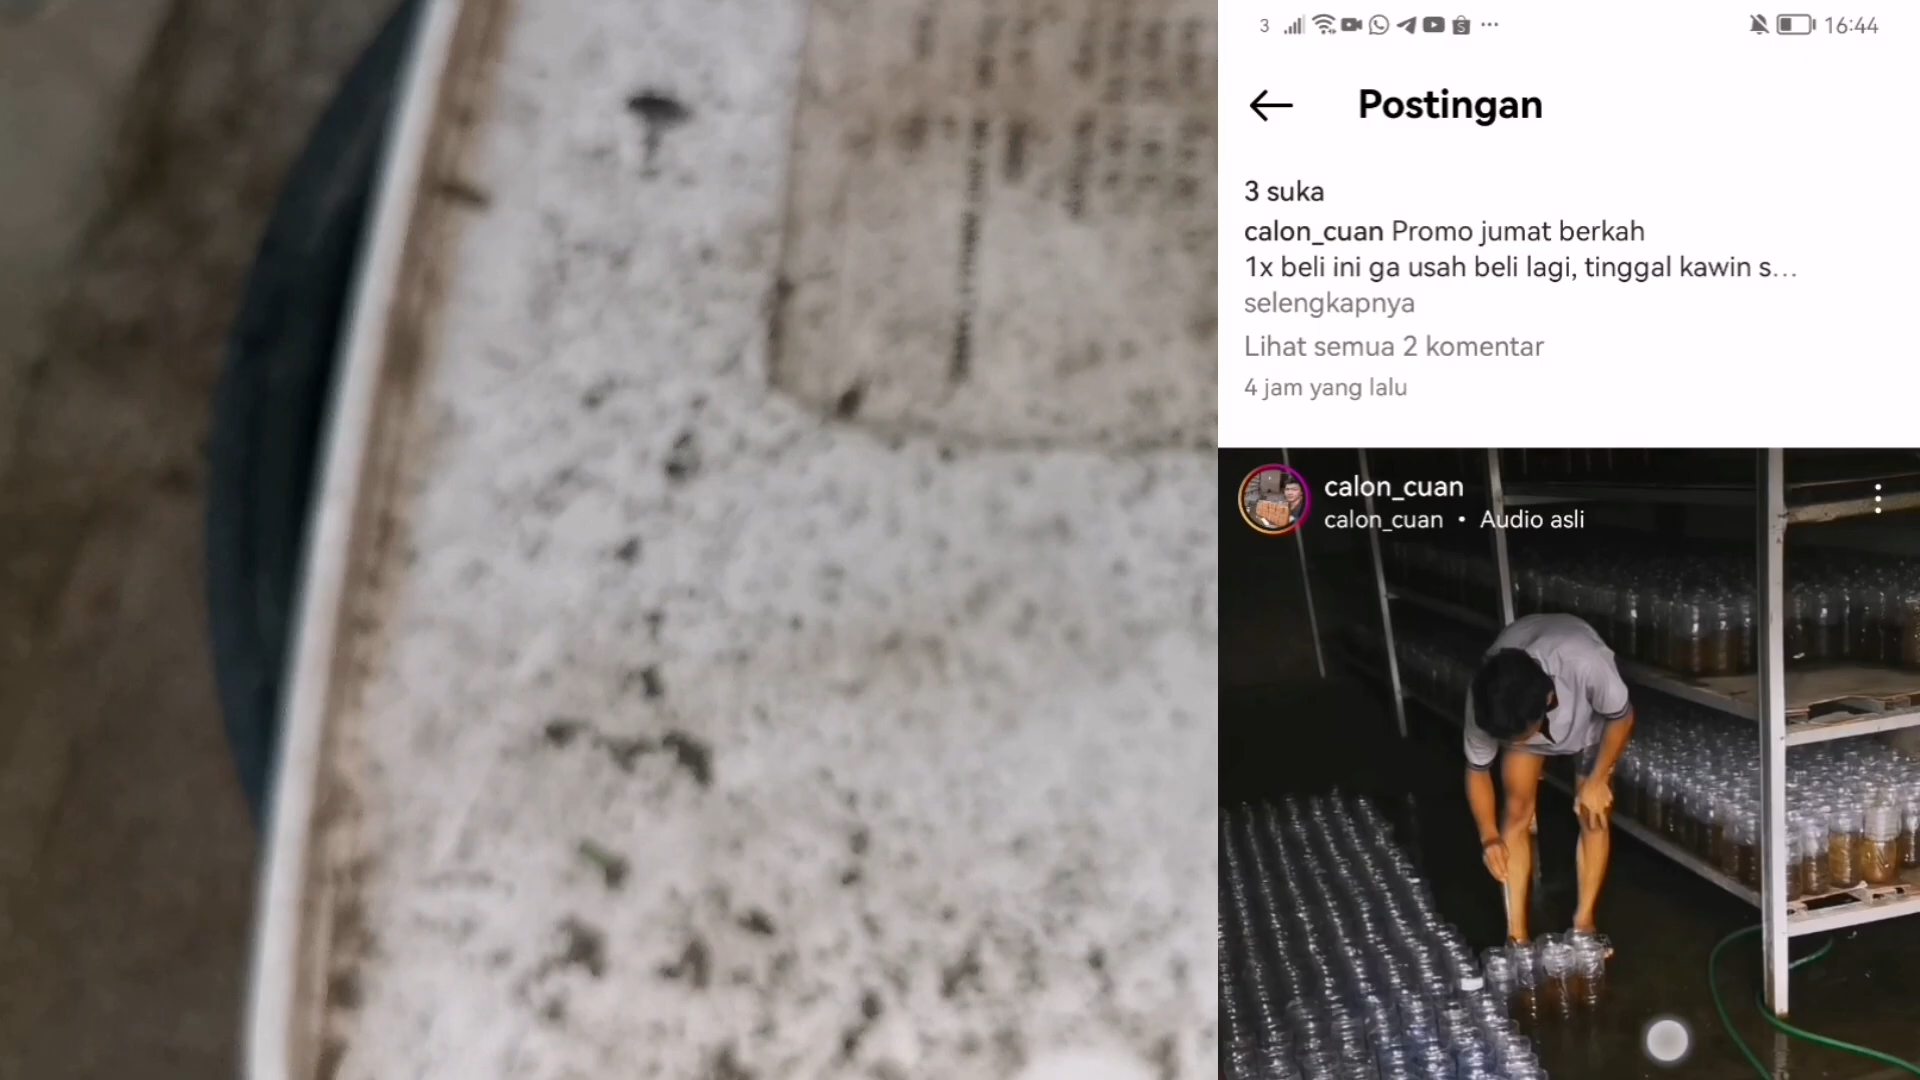 3
16:44
Postingan
3 suka
calon_cuan Promo jumat berkah
1x beli ini ga usah beli lagi, tinggal kawin s...
selengkapnya
Lihat semua 2 komentar
4 jam yang lalu
calon_cuan
calon_cuan • Audio asli